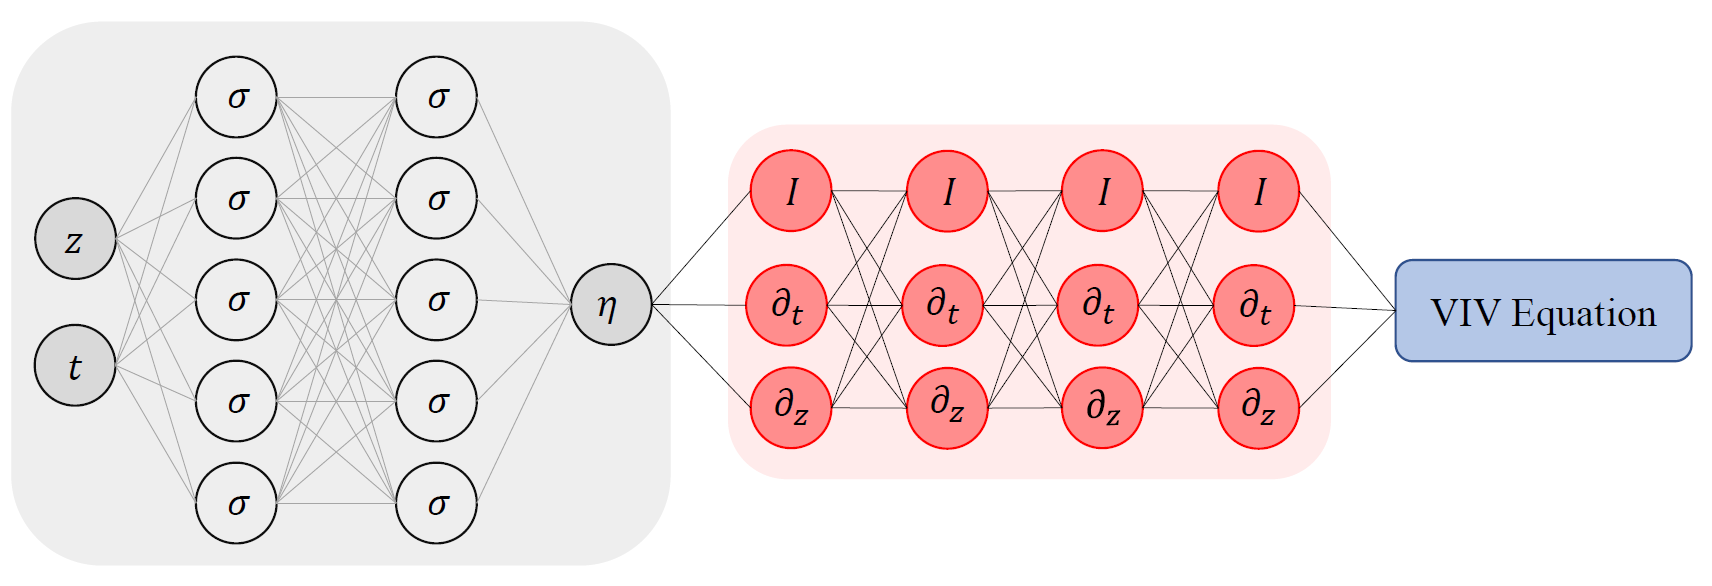 σ σ
σ σ
I I I I
z
σ σ
η
∂t ∂t ∂t ∂t
VIV Equation
t
σ σ
∂z ∂z ∂z ∂z
σ σ